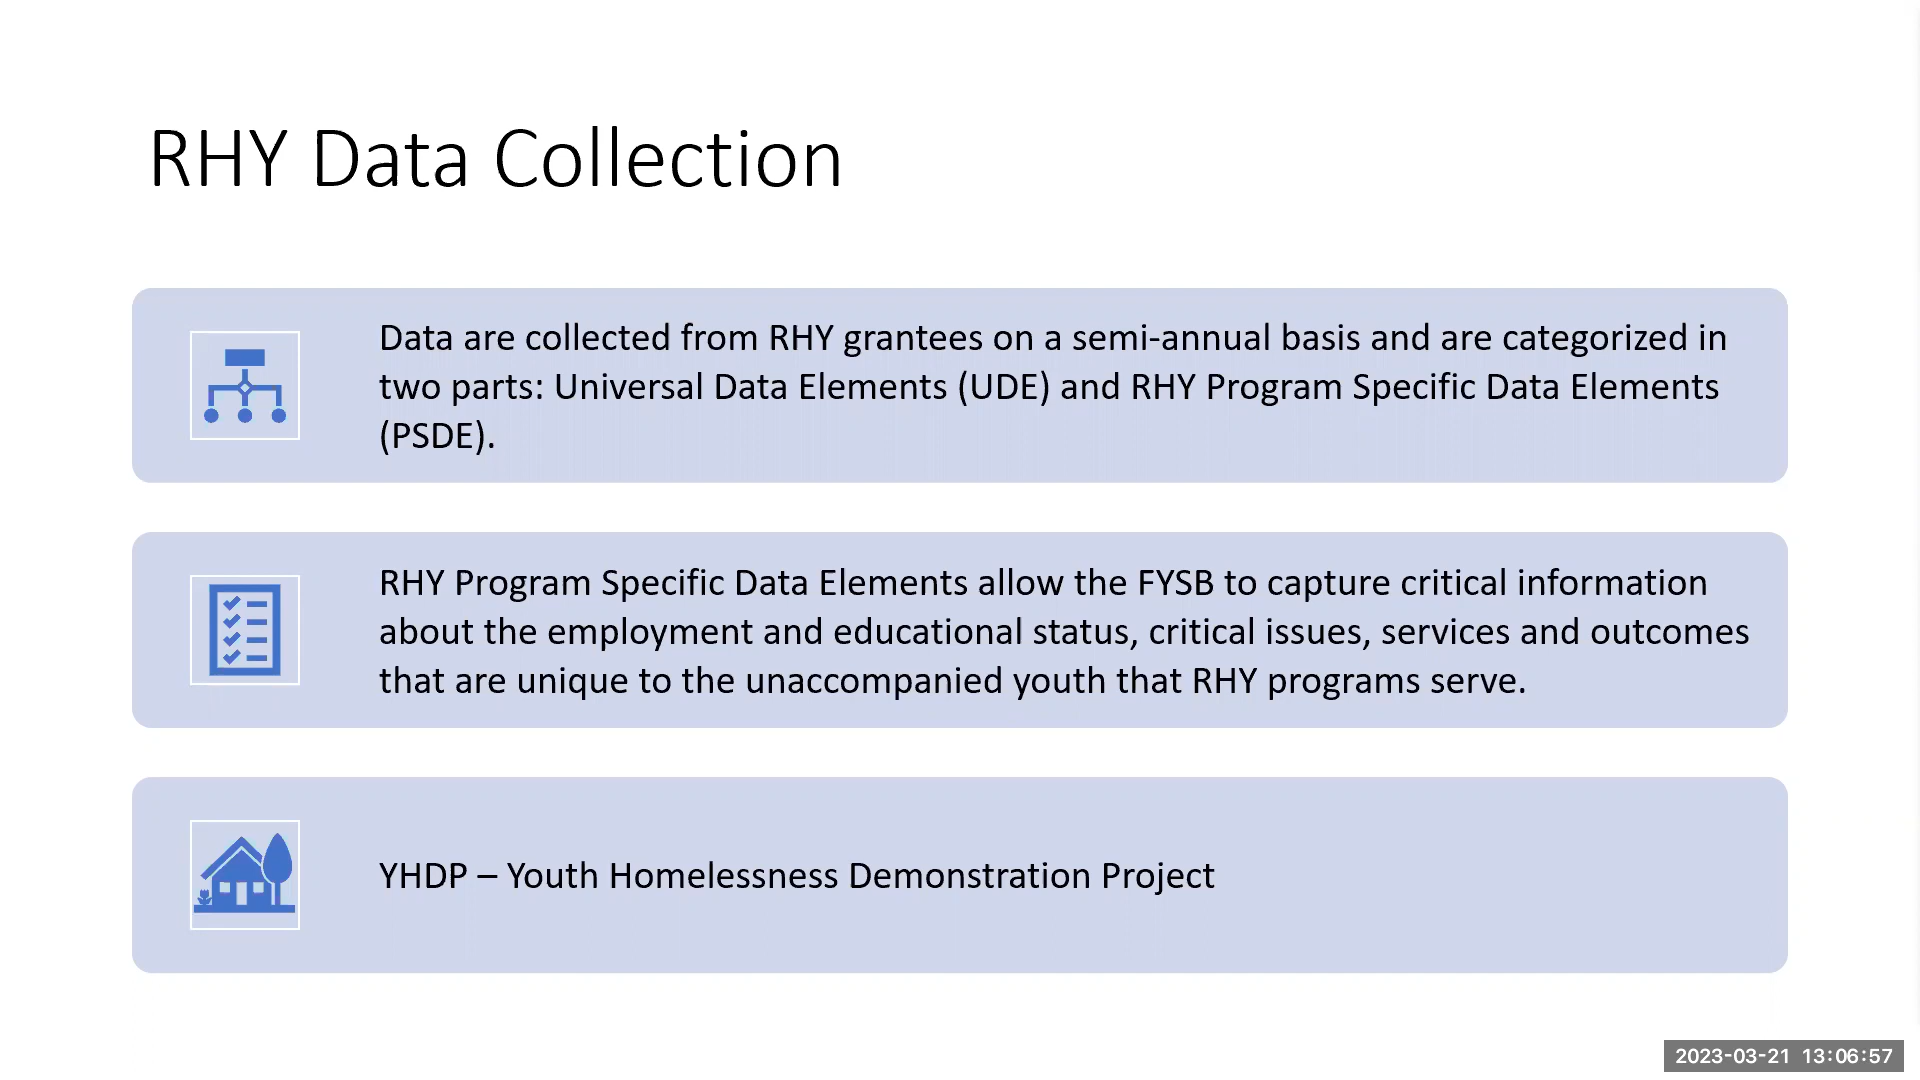 RHY Data Collection
Data are collected from RHY grantees on a semi-annual basis and are categorized in
two parts: Universal Data Elements (UDE) and RHY Program Specific Data Elements
(PSDE).
RHY Program Specific Data Elements allow the FYSB to capture critical information
about the employment and educational status, critical issues, services and outcomes
that are unique to the unaccompanied youth that RHY programs serve.
YHDP – Youth Homelessness Demonstration Project
2023-03-21 13:06:57